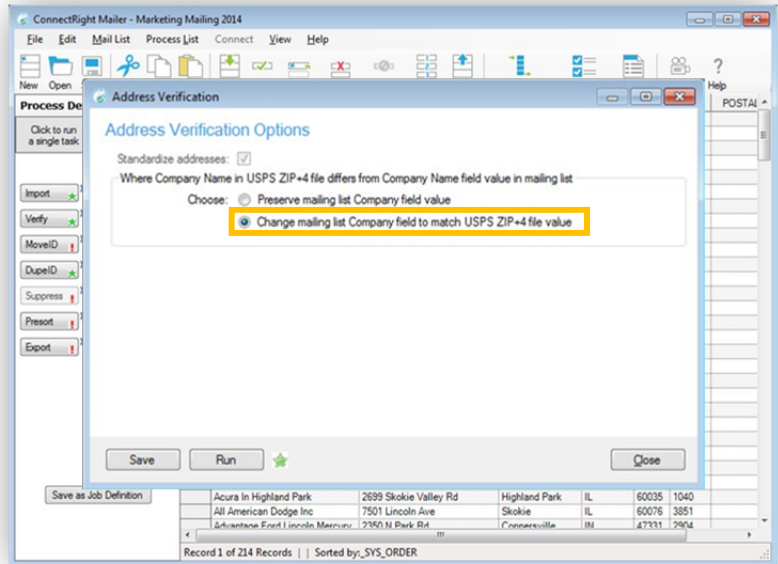 ConnectRight Mailer - Marketing Mailing 2014
File Edit Mail List Process List Connect View Help
New Open Help
Process De
POSTAL
Click to run
a single task
Import
Verify
MoveID
DupeID
Suppress
Presort
Export
Save as Job Definition
Address Verification
Address Verification Options
Standardize addresses:
Where Company Name in USPS ZIP+4 file differs from Company Name field value in mailing list
Choose: Preserve mailing list Company field value
Change mailing list Company field to match USPS ZIP+4 file value
Save Run Close
Acura In Highland Park 2699 Skokie Valley Rd Highland Park IL 60035 1040
All American Dodge Inc 7501 Lincoln Ave Skokie IL 60076 3851
Advantage Ford Lincoln Mercury 2350 N Park Rd Connersville IN 47331 2904
Record 1 of 214 Records | | Sorted by:_SYS_ORDER